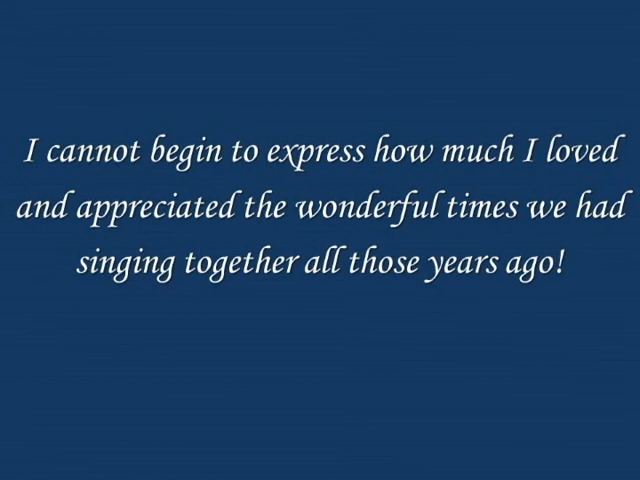 I cannot begin to express how much I loved
and appreciated the wonderful times we had
singing together all those years ago!